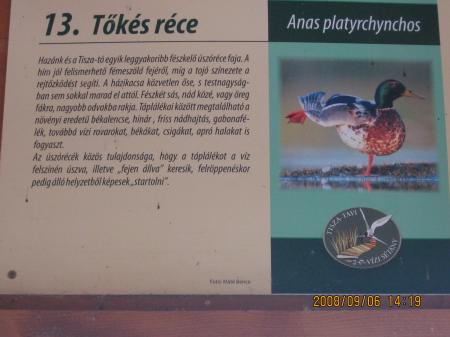 13. Tőkés réce
Anas platyrchynchos
Hazánk és a Tisza-tó egyik leggyakoribb fészkelő úszóréce faja. A
hím jól felismerhető fémeszöld fejéről, míg a tojó színezete a
rejtőzködést segíti. A házikacsa közvetlen őse, s testnagyság-
ban sem sokkal marad el attól. Fészkét sás, nád közé, vagy öreg
fákra, nagyobb odvakba rakja. Táplálékai között megtalálható a
növényi eredetű békalencse, hínár, friss nádhajtás, gabonafé-
lék, továbbá vízi rovarokat, békákat, csigákat, apró halakat is
fogyaszt.
Az úszórécék közös tulajdonsága, hogy a táplálékot a víz
felszínén úszva, illetve „fejen állva” keresik, felröppenéskor
pedig álló helyzetből képesek „startolni”.
TISZA-TAVI
VÍZI SÉTÁNY
Fotó: Máté Bence
2008/09/06 14:19